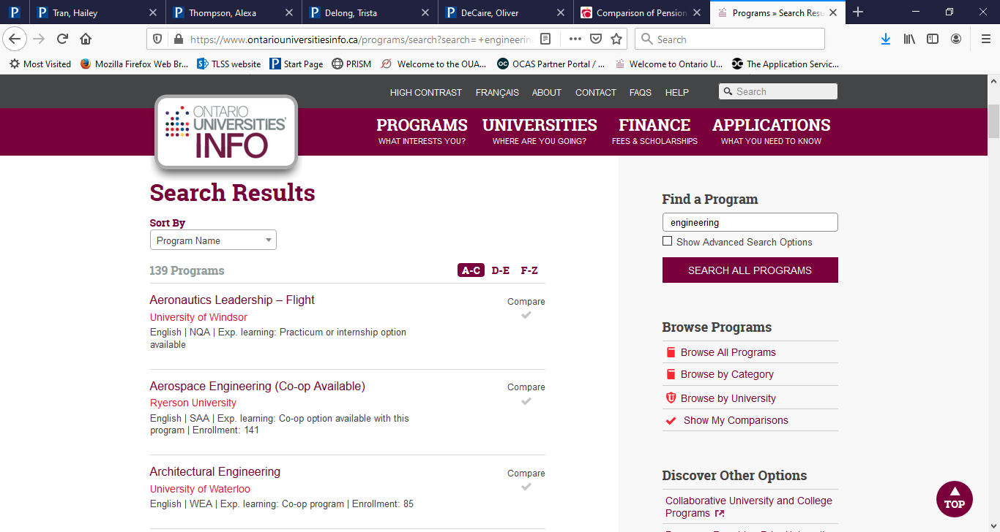 Tran, Hailey
Thompson, Alexa
Delong, Trista
DeCaire, Oliver
Comparison of Pension
Programs » Search Resu
https://www.ontariouniversitiesinfo.ca/programs/search?search=+engineerin
Search
Most Visited
Mozilla Firefox Web Br...
TLSS website
Start Page
PRISM
Welcome to the OUA...
OCAS Partner Portal / ...
Welcome to Ontario U...
The Application Servic...
HIGH CONTRAST
FRANÇAIS
ABOUT
CONTACT
FAQS
HELP
Search
ONTARIO
UNIVERSITIES'
INFO
PROGRAMS
WHAT INTERESTS YOU?
UNIVERSITIES
WHERE ARE YOU GOING?
FINANCE
FEES & SCHOLARSHIPS
APPLICATIONS
WHAT YOU NEED TO KNOW
Search Results
Sort By
Program Name
139 Programs
A-C D-E F-Z
Aeronautics Leadership – Flight
Compare
University of Windsor
English | NQA | Exp. learning: Practicum or internship option
available
Aerospace Engineering (Co-op Available)
Compare
Ryerson University
English | SAA | Exp. learning: Co-op option available with this
program | Enrollment: 141
Architectural Engineering
Compare
University of Waterloo
English | WEA | Exp. learning: Co-op program | Enrollment: 85
Find a Program
engineering
Show Advanced Search Options
SEARCH ALL PROGRAMS
Browse Programs
Browse All Programs
Browse by Category
Browse by University
Show My Comparisons
Discover Other Options
Collaborative University and College
Programs
TOP